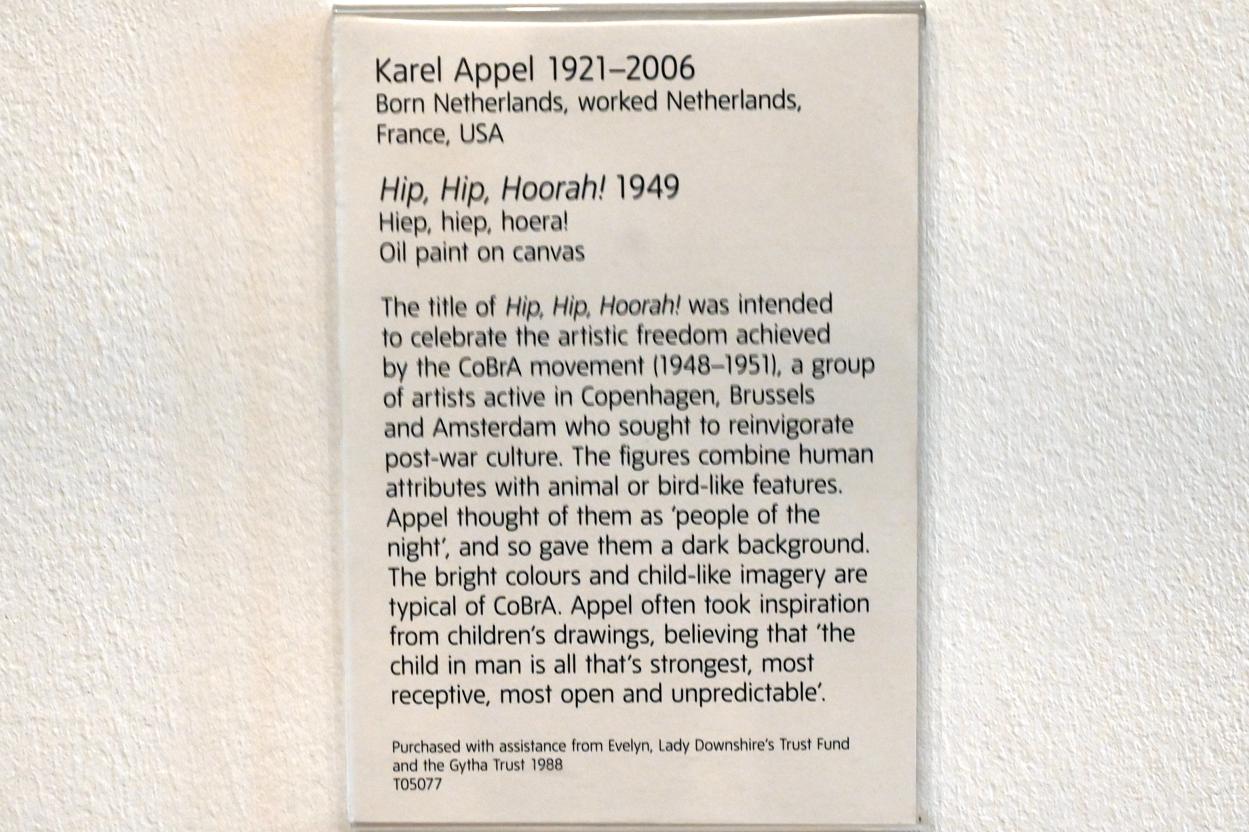 Karel Appel 1921–2006
Born Netherlands, worked Netherlands,
France, USA
Hip, Hip, Hoorah! 1949
Hiep, hiep, hoera!
Oil paint on canvas
The title of Hip, Hip, Hoorah! was intended
to celebrate the artistic freedom achieved
by the CoBrA movement (1948–1951), a group
of artists active in Copenhagen, Brussels
and Amsterdam who sought to reinvigorate
post-war culture. The figures combine human
attributes with animal or bird-like features.
Appel thought of them as ‘people of the
night’, and so gave them a dark background.
The bright colours and child-like imagery are
typical of CoBrA. Appel often took inspiration
from children’s drawings, believing that ‘the
child in man is all that’s strongest, most
receptive, most open and unpredictable’.
Purchased with assistance from Evelyn, Lady Downshire’s Trust Fund
and the Gytha Trust 1988
T05077